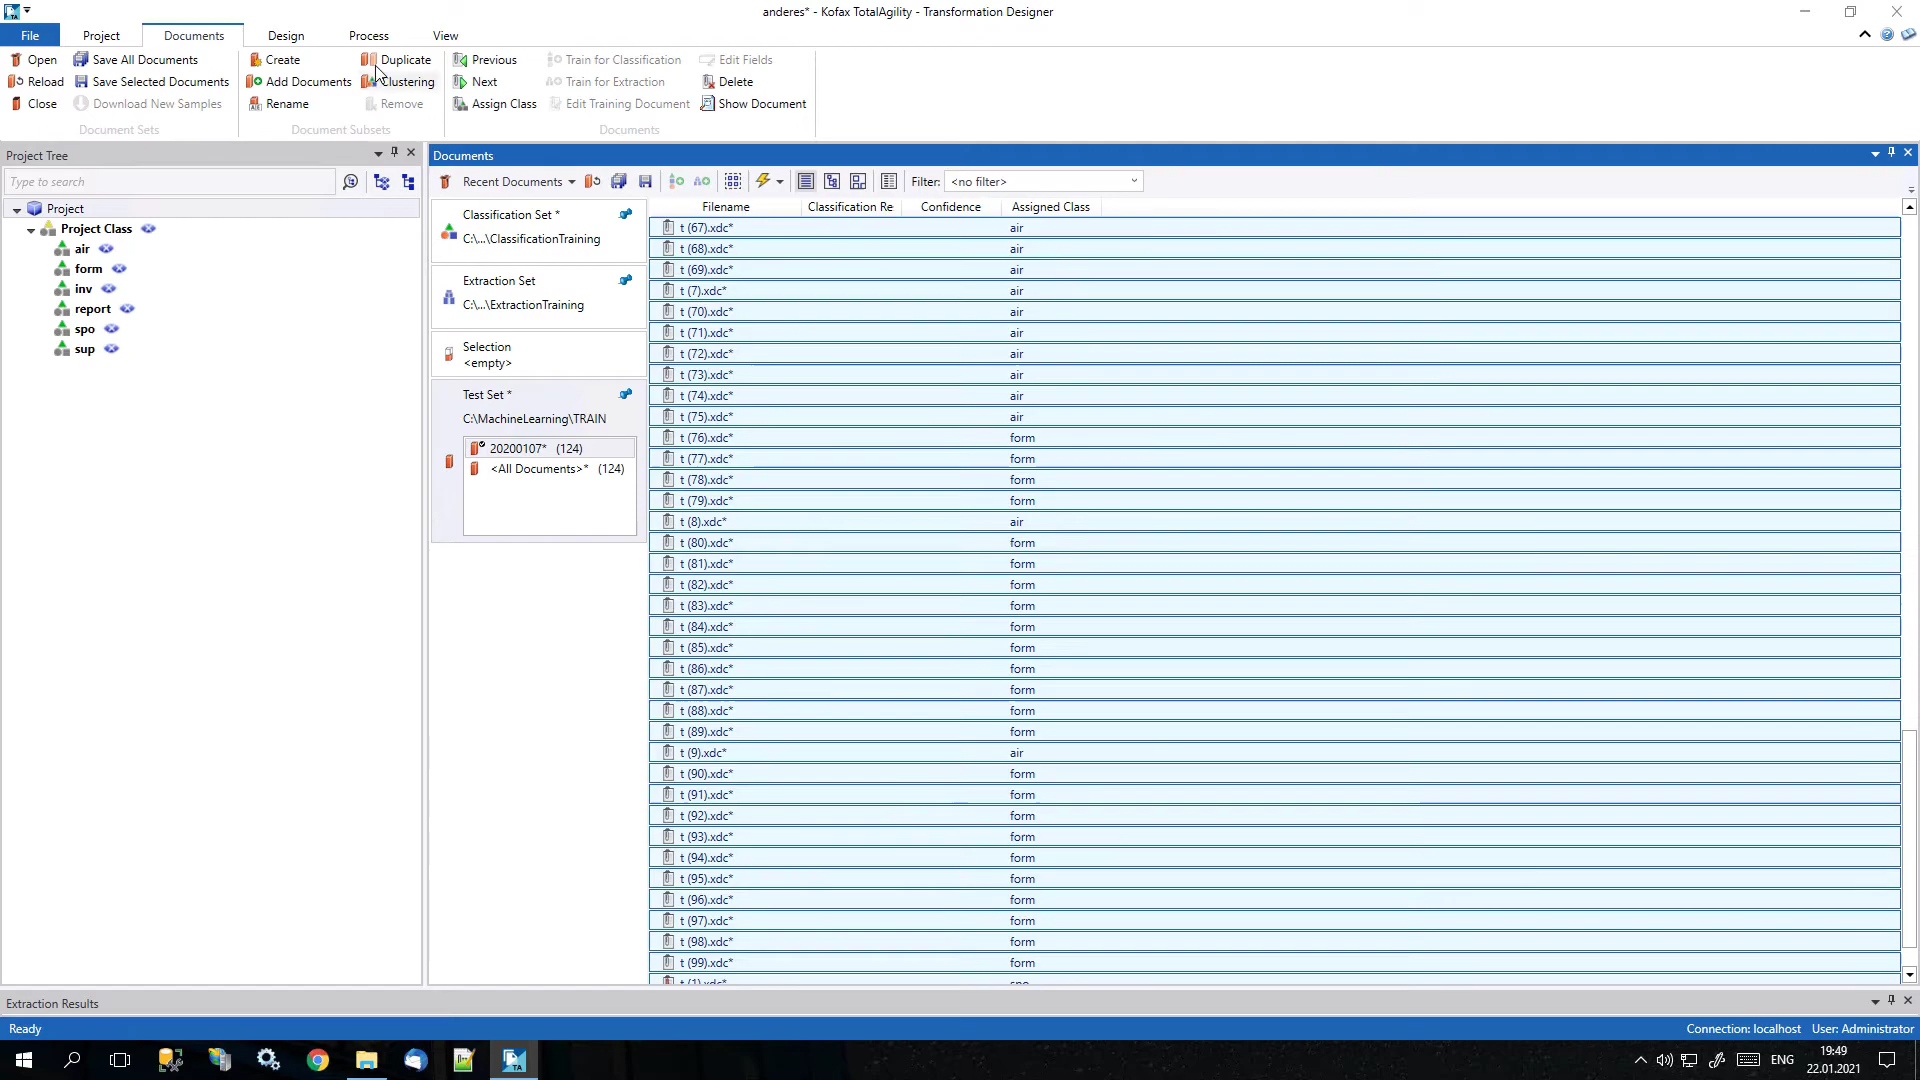 anderes* - Kofax TotalAgility - Transformation Designer
File Project Documents Design Process View
Open Save All Documents Create Duplicate Previous Train for Classification Edit Fields
Reload Save Selected Documents Add Documents Clustering Next Train for Extraction Delete
Close Download New Samples Rename Remove Assign Class Edit Training Document Show Document
Document Sets Document Subsets Documents
Project Tree
Documents
Type to search
Recent Documents Filter: <no filter>
Project
Project Class
air
form
inv
report
spo
sup
Classification Set *
C:\...\ClassificationTraining
Extraction Set
C:\...\ExtractionTraining
Selection
<empty>
Test Set *
C:\MachineLearning\TRAIN
20200107* (124)
<All Documents>* (124)
Filename Classification Re Confidence Assigned Class
t (67).xdc* air
t (68).xdc* air
t (69).xdc* air
t (7).xdc* air
t (70).xdc* air
t (71).xdc* air
t (72).xdc* air
t (73).xdc* air
t (74).xdc* air
t (75).xdc* air
t (76).xdc* form
t (77).xdc* form
t (78).xdc* form
t (79).xdc* form
t (8).xdc* air
t (80).xdc* form
t (81).xdc* form
t (82).xdc* form
t (83).xdc* form
t (84).xdc* form
t (85).xdc* form
t (86).xdc* form
t (87).xdc* form
t (88).xdc* form
t (89).xdc* form
t (9).xdc* air
t (90).xdc* form
t (91).xdc* form
t (92).xdc* form
t (93).xdc* form
t (94).xdc* form
t (95).xdc* form
t (96).xdc* form
t (97).xdc* form
t (98).xdc* form
t (99).xdc* form
t (1).xdc* spo
Extraction Results
Ready Connection: localhost User: Administrator
ENG 19:49
22.01.2021